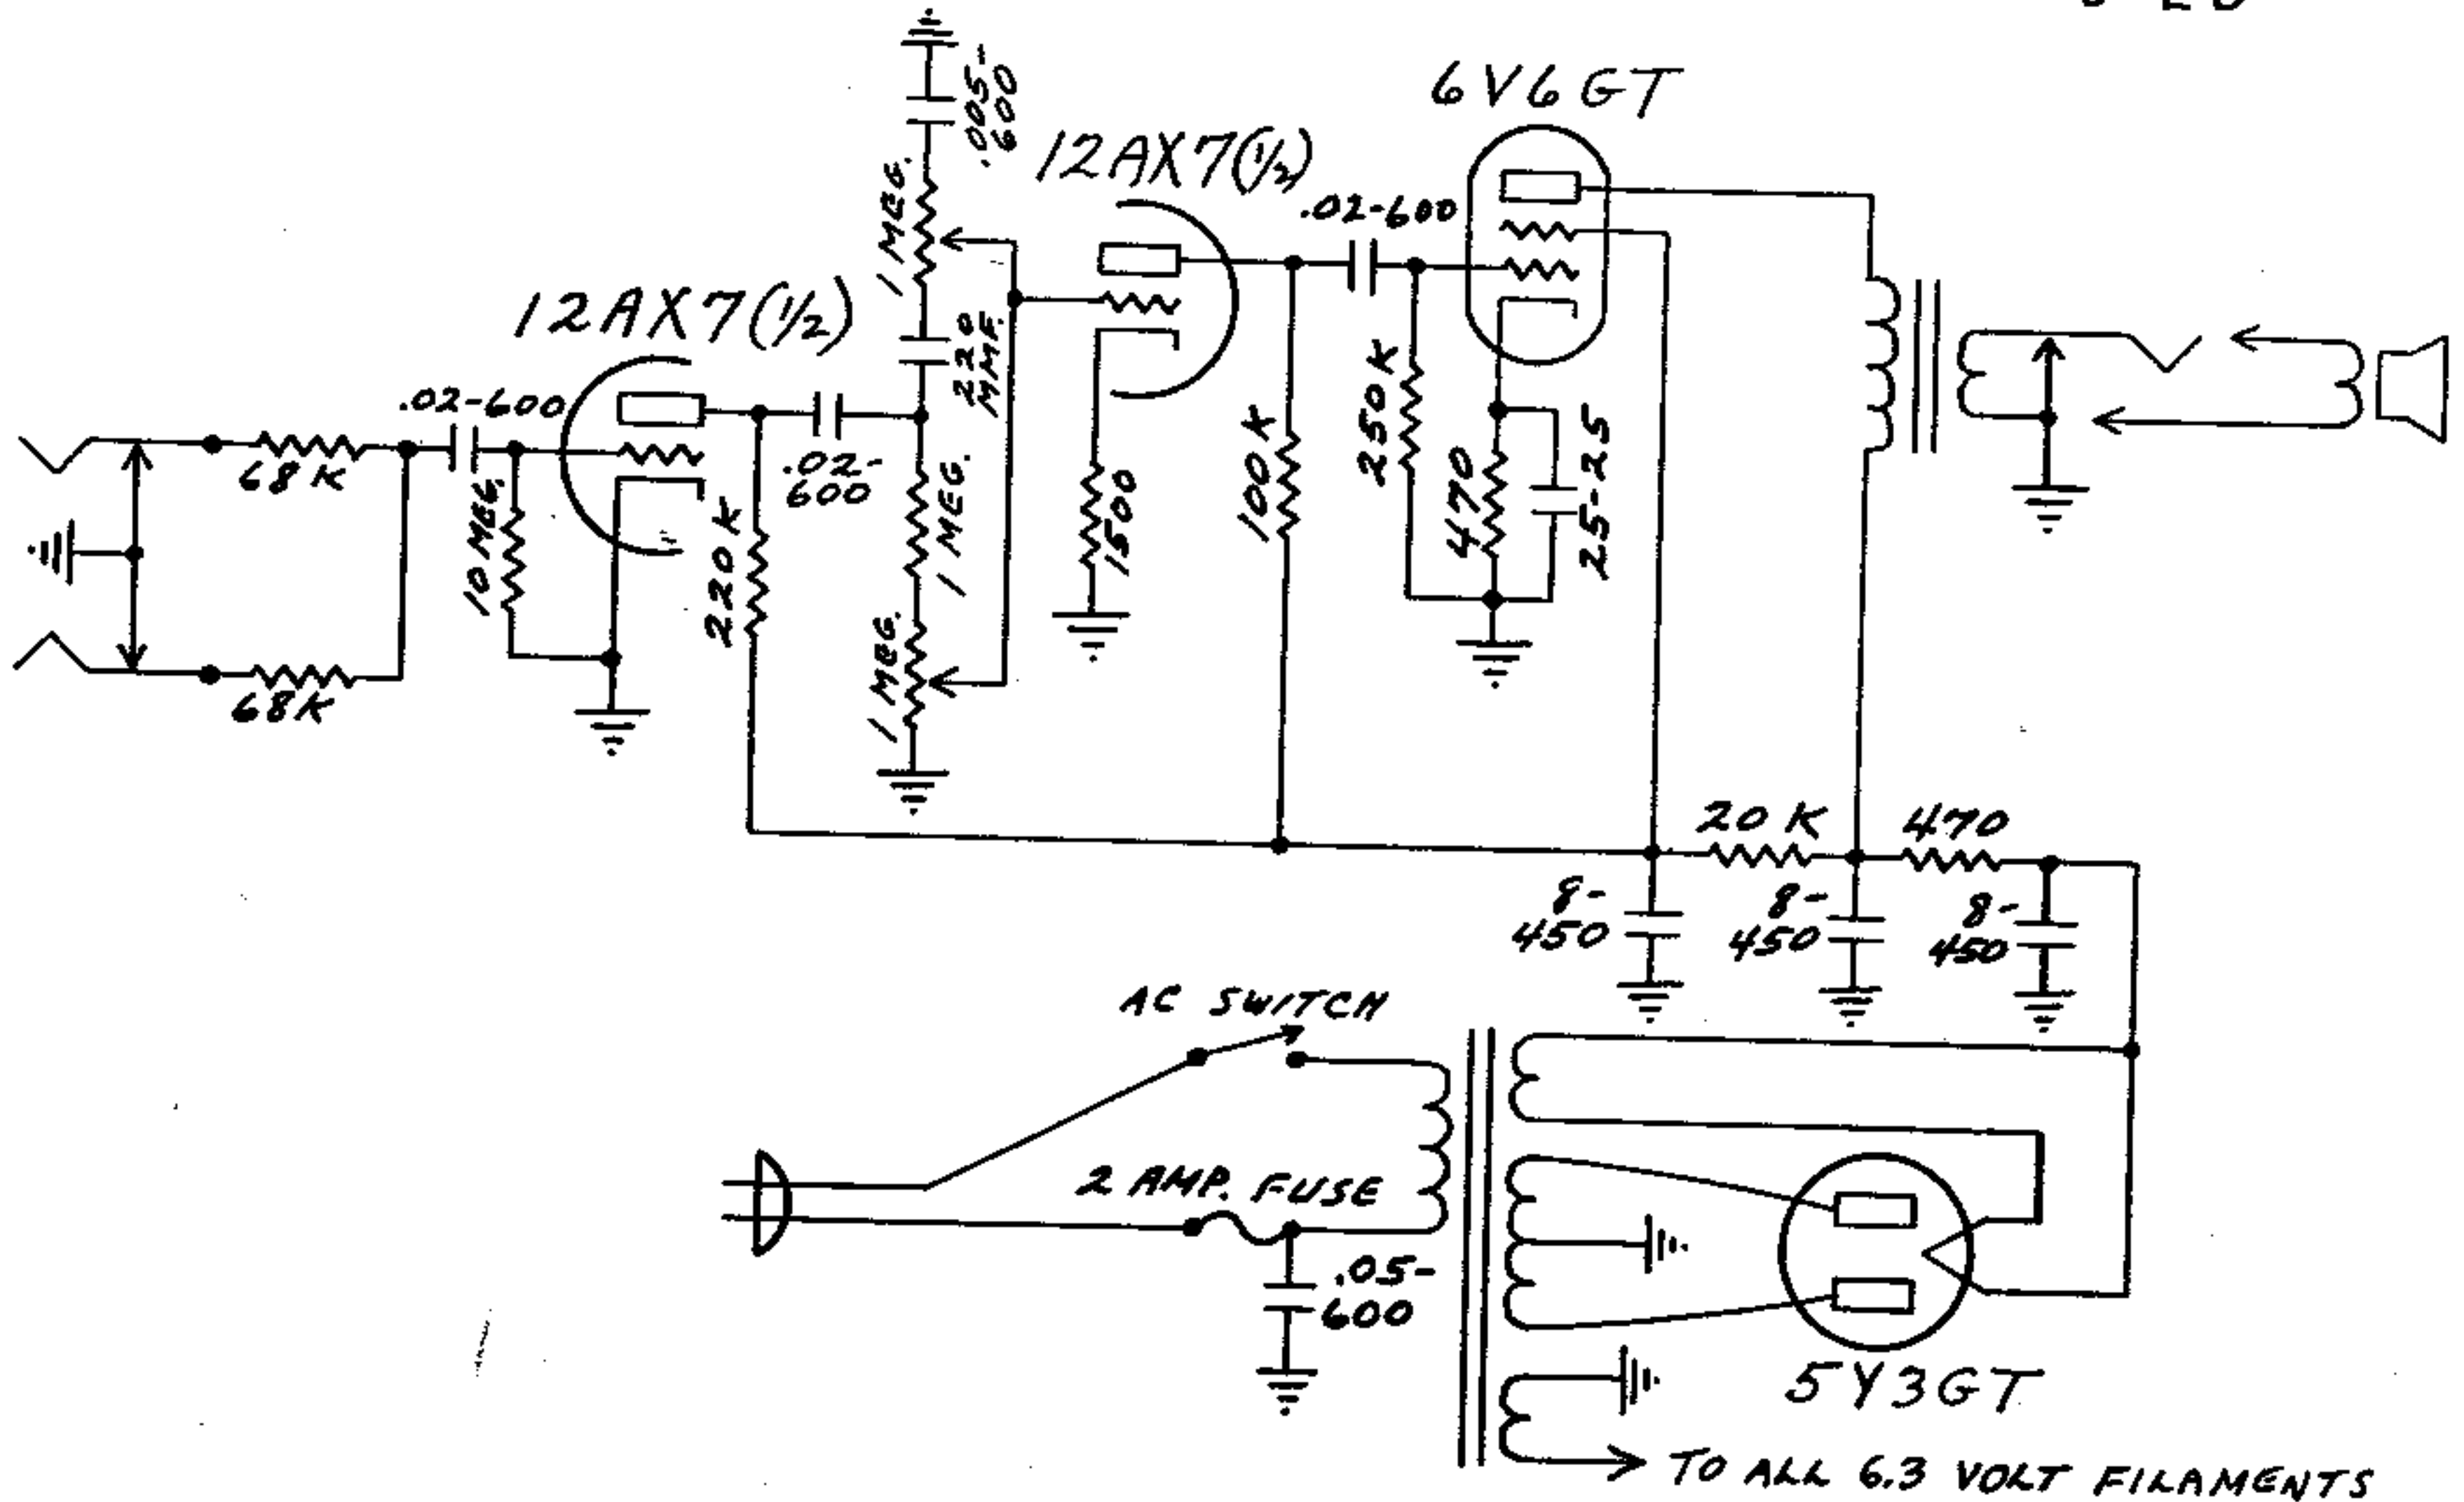 6V6GT
.005-
600
12AX7(1/2)
1 MEG.
.02-600
12AX7(1/2)
220
MMF.
.02-600
68K
10 MEG.
.02-
600
220K
1 MEG.
1500
100K
250K
470
25-25
1 MEG.
68K
20K
470
8-
450
8-
450
8-
450
AC SWITCH
2 AMP. FUSE
.05-
600
5Y3GT
TO ALL 6.3 VOLT FILAMENTS